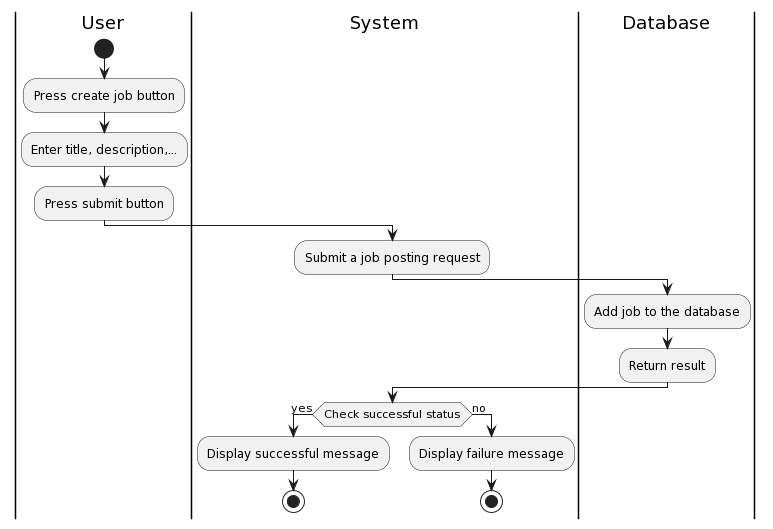 User
System
Database
Press create job button
Enter title, description,...
Press submit button
Submit a job posting request
Add job to the database
Return result
yes
Check successful status
no
Display successful message
Display failure message